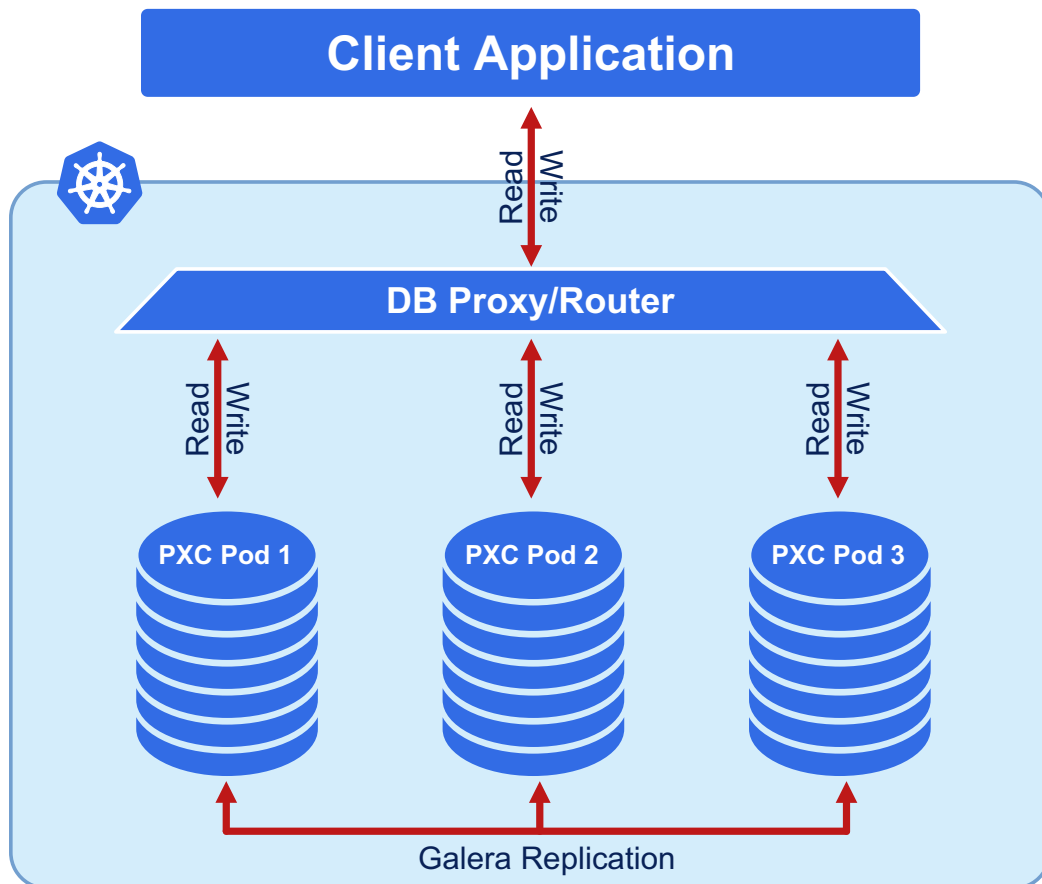 Client Application
Read
Write
DB Proxy/Router
Read
Write
Read
Write
Read
Write
PXC Pod 1
PXC Pod 2
PXC Pod 3
Galera Replication